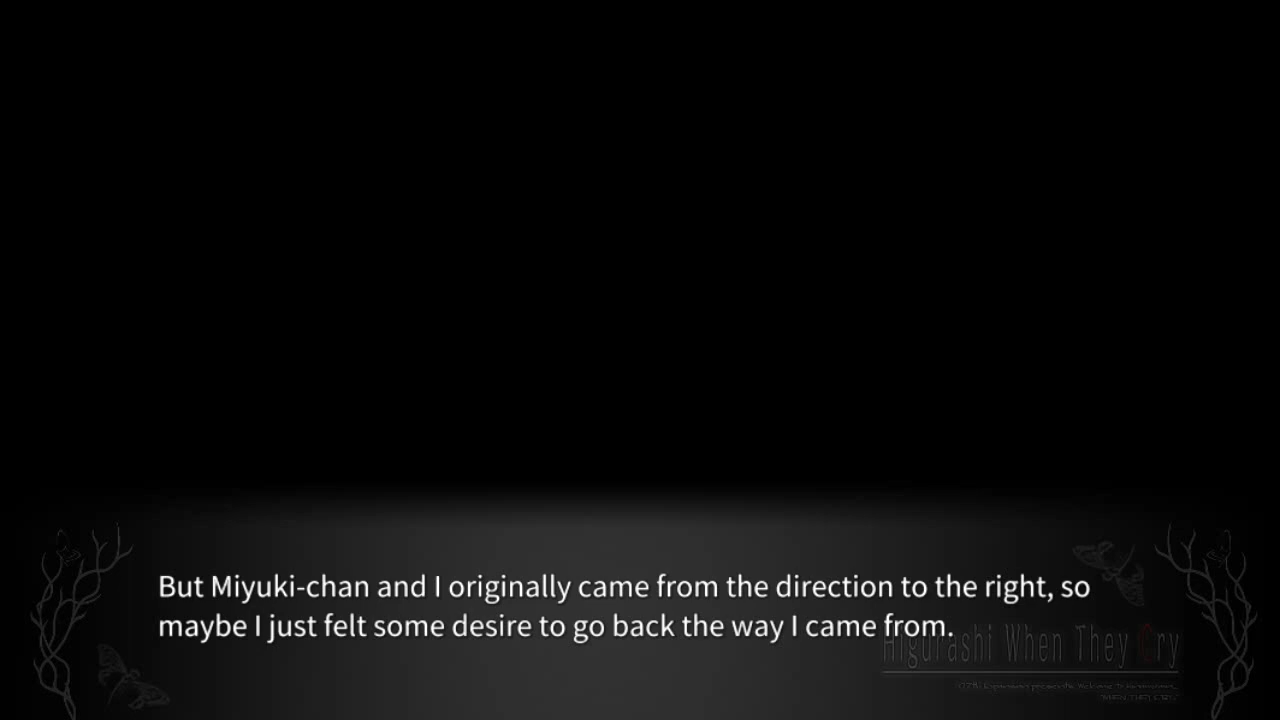 But Miyuki-chan and I originally came from the direction to the right, so
maybe I just felt some desire to go back the way I came from.
Higurashi When They Cry